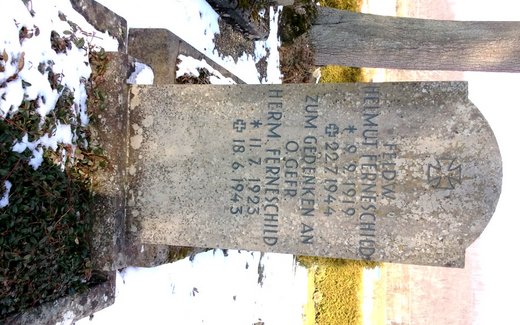 FELDW.
HELMUT FERNESCHILD
* 9.9.1919
✠ 22.7.1944
ZUM GEDENKEN AN
O.GEFR.
HERM. FERNESCHILD
* 11.7.1923
✠ 18.6.1943